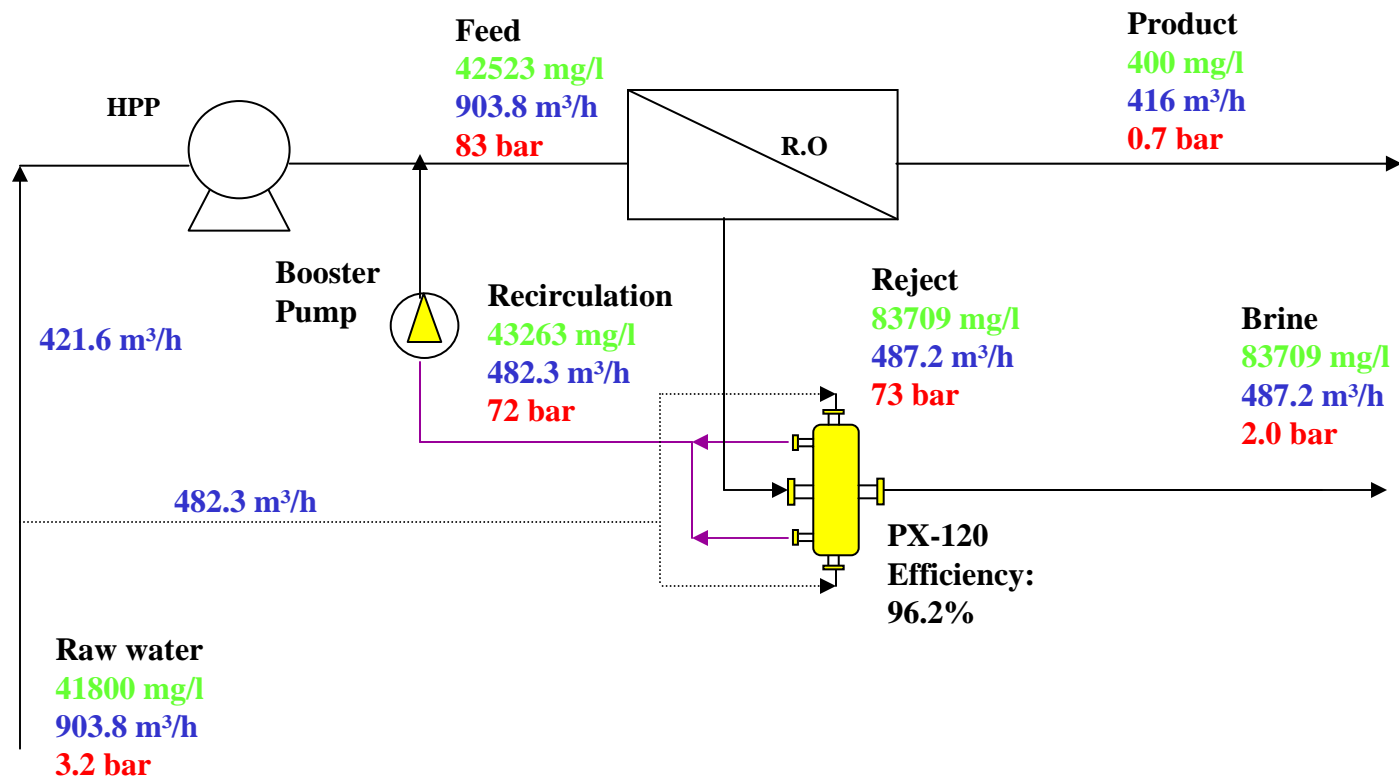 Feed
42523 mg/l
903.8 m³/h
83 bar
Product
400 mg/l
416 m³/h
0.7 bar
HPP
R.O
Booster
Pump
Recirculation
43263 mg/l
482.3 m³/h
72 bar
Reject
83709 mg/l
487.2 m³/h
73 bar
Brine
83709 mg/l
487.2 m³/h
2.0 bar
421.6 m³/h
482.3 m³/h
PX-120
Efficiency:
96.2%
Raw water
41800 mg/l
903.8 m³/h
3.2 bar